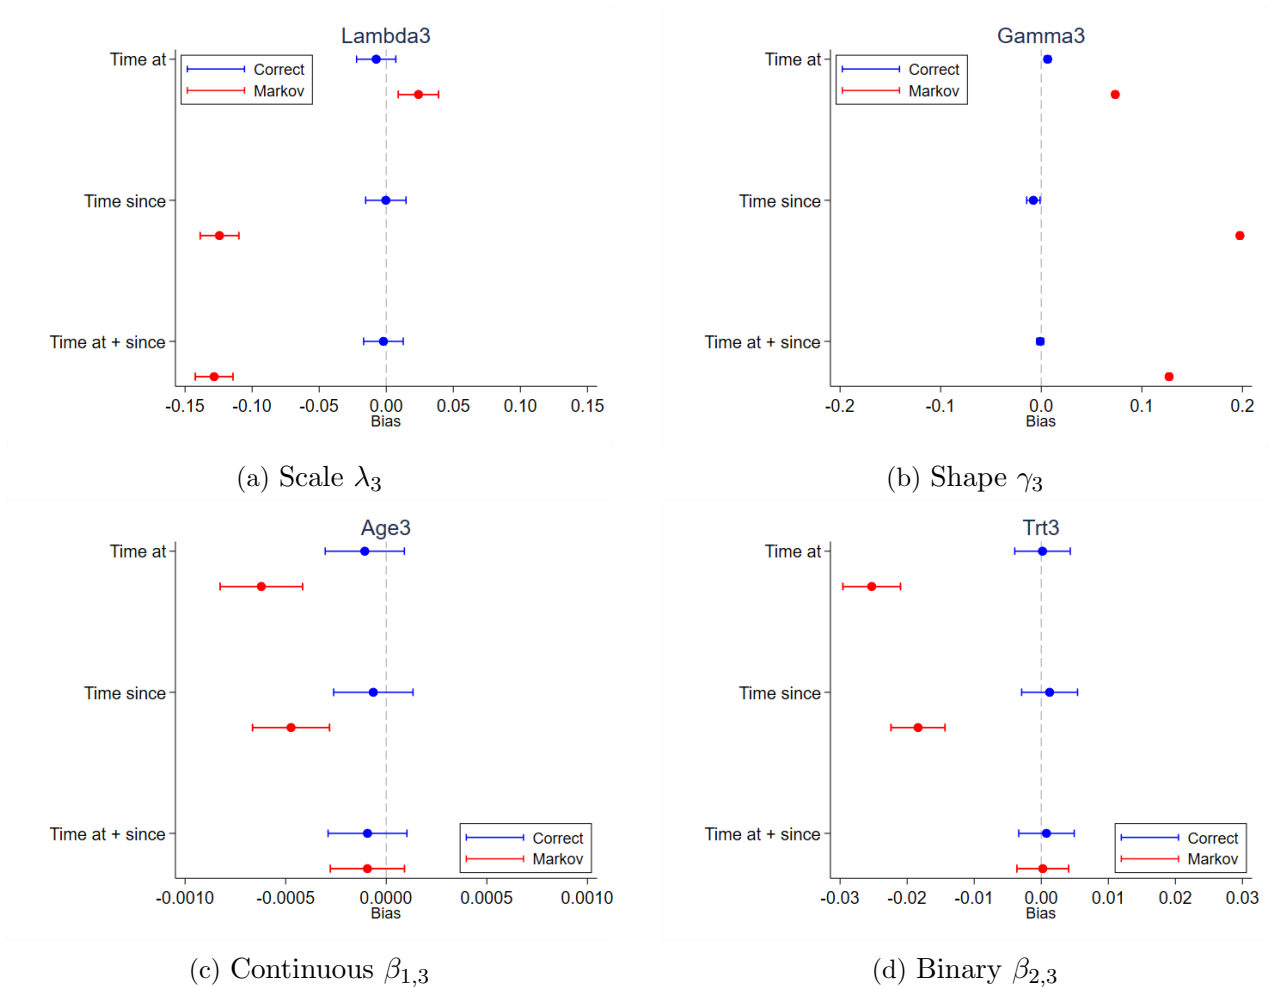 Lambda3
Time at
Correct
Markov
Time since
Time at + since
-0.15 -0.10 -0.05 0.00 0.05 0.10 0.15
Bias
(a) Scale λ3
Gamma3
Time at
Correct
Markov
Time since
Time at + since
-0.2 -0.1 0.0 0.1 0.2
Bias
(b) Shape γ3
Age3
Time at
Time since
Time at + since
Correct
Markov
-0.0010 -0.0005 0.0000 0.0005 0.0010
Bias
(c) Continuous β1,3
Trt3
Time at
Time since
Time at + since
Correct
Markov
-0.03 -0.02 -0.01 0.00 0.01 0.02 0.03
Bias
(d) Binary β2,3